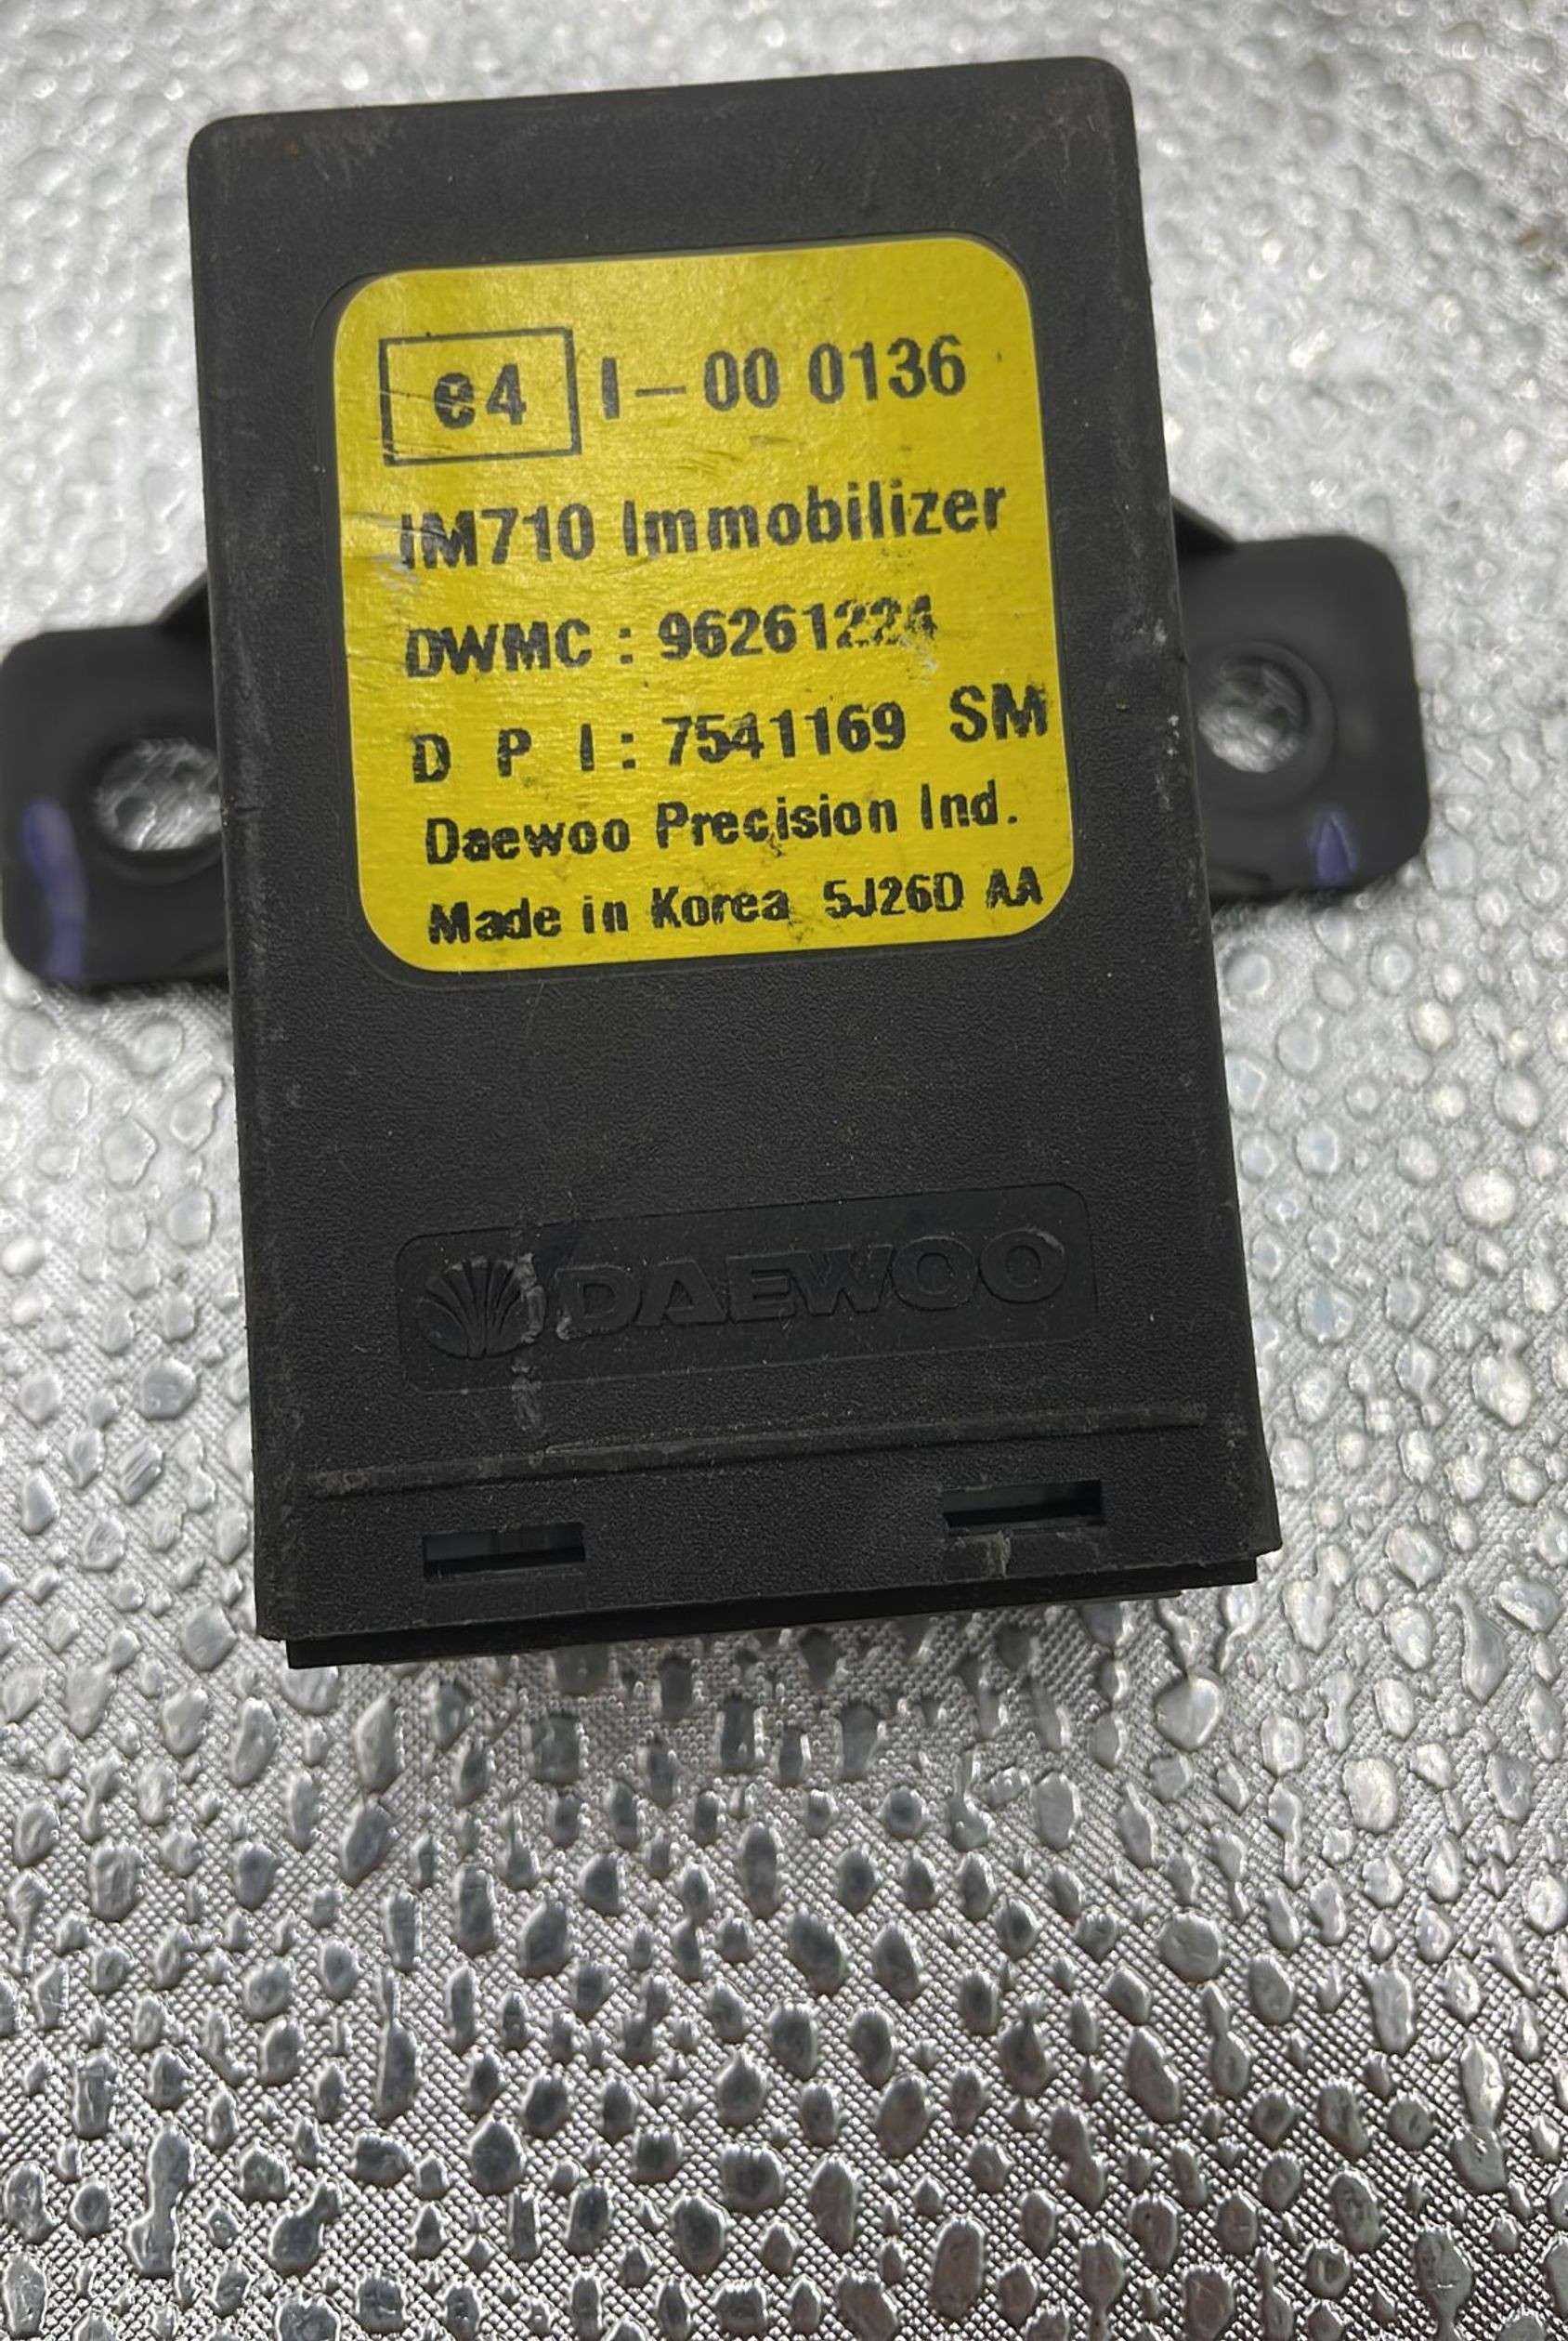 e4 I-00 0136
IM710 Immobilizer
DWMC : 96261224
D P I : 7541169 SM
Daewoo Precision Ind.
Made in Korea 5J26D AA
DAEWOO